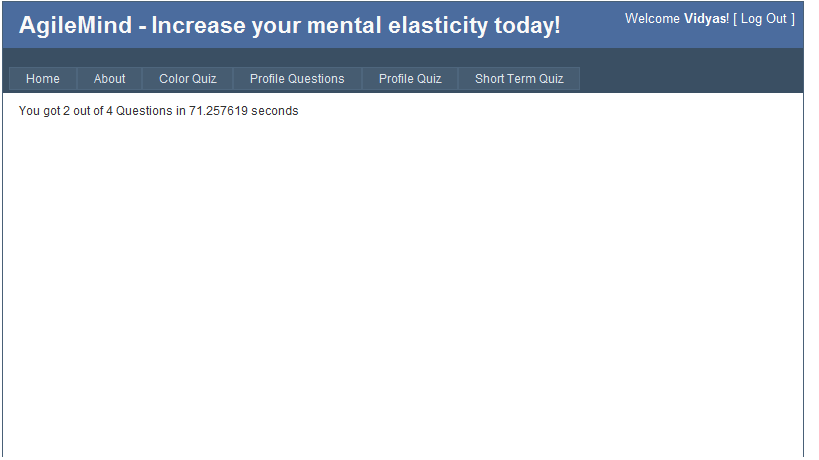 AgileMind - Increase your mental elasticity today!
Welcome Vidyas! [ Log Out ]
Home About Color Quiz Profile Questions Profile Quiz Short Term Quiz
You got 2 out of 4 Questions in 71.257619 seconds